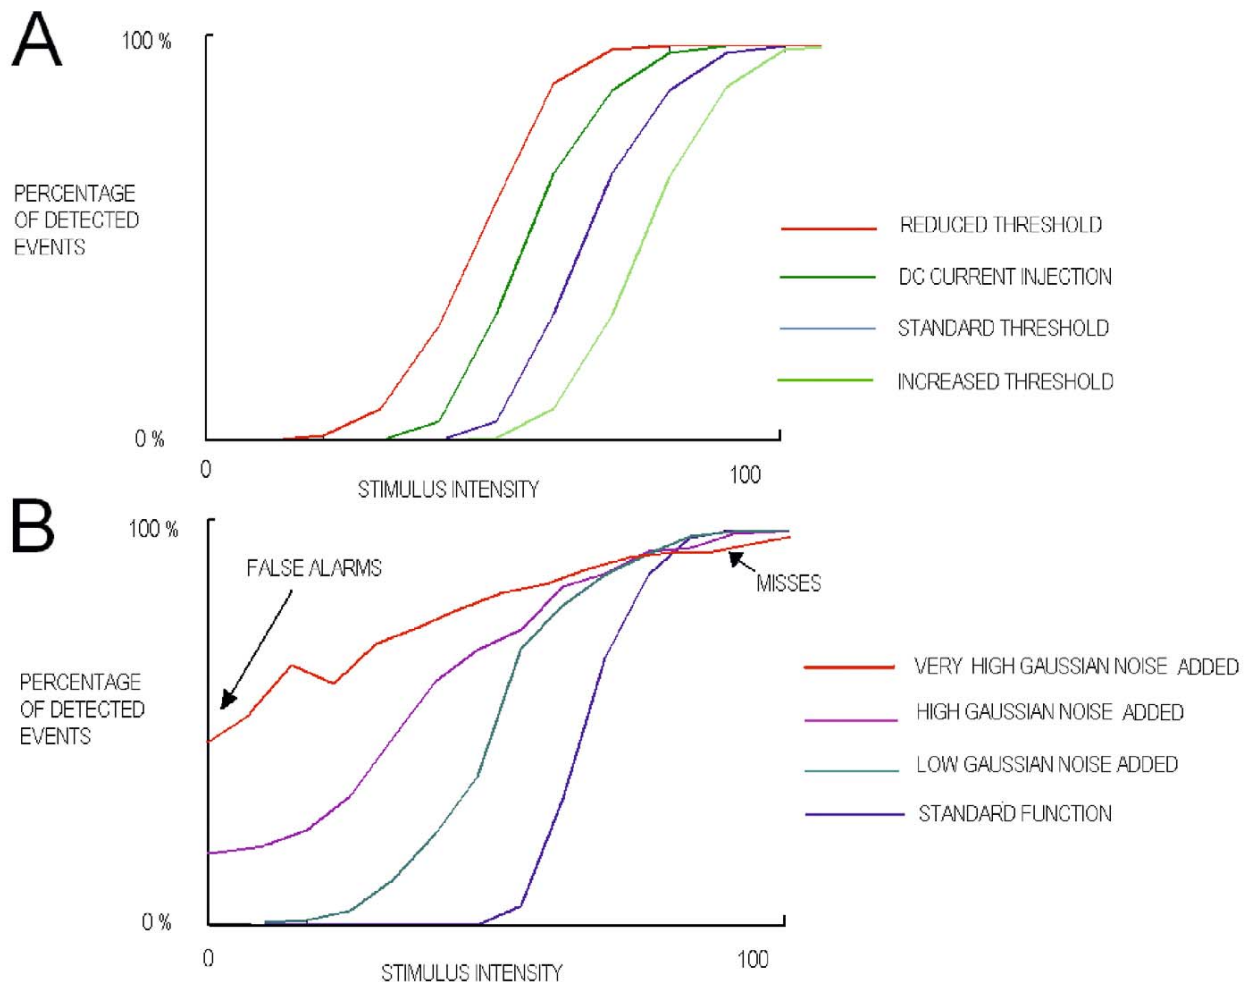 A
100 %
PERCENTAGE
OF DETECTED
EVENTS
REDUCED THRESHOLD
DC CURRENT INJECTION
STANDARD THRESHOLD
INCREASED THRESHOLD
0 %
0
100
STIMULUS INTENSITY
B
100 %
FALSE ALARMS
MISSES
PERCENTAGE
OF DETECTED
EVENTS
VERY HIGH GAUSSIAN NOISE ADDED
HIGH GAUSSIAN NOISE ADDED
LOW GAUSSIAN NOISE ADDED
STANDARD FUNCTION
0 %
0
100
STIMULUS INTENSITY